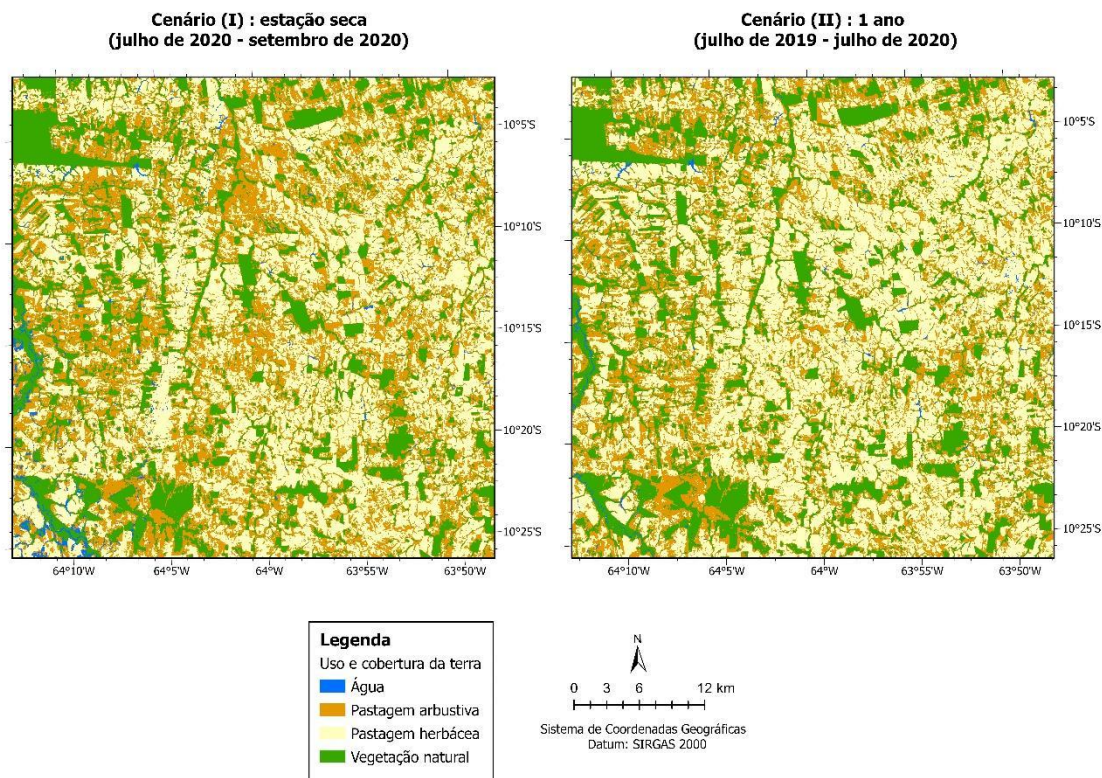 Cenário (I) : estação seca
(julho de 2020 - setembro de 2020)
Cenário (II) : 1 ano
(julho de 2019 - julho de 2020)
10°5'S
10°10'S
10°15'S
10°20'S
10°25'S
64°10'W 64°5'W 64°W 63°55'W 63°50'W
10°5'S
10°10'S
10°15'S
10°20'S
10°25'S
64°10'W 64°5'W 64°W 63°55'W 63°50'W
Legenda
Uso e cobertura da terra
Água
Pastagem arbustiva
Pastagem herbácea
Vegetação natural
N
0 3 6 12 km
Sistema de Coordenadas Geográficas
Datum: SIRGAS 2000